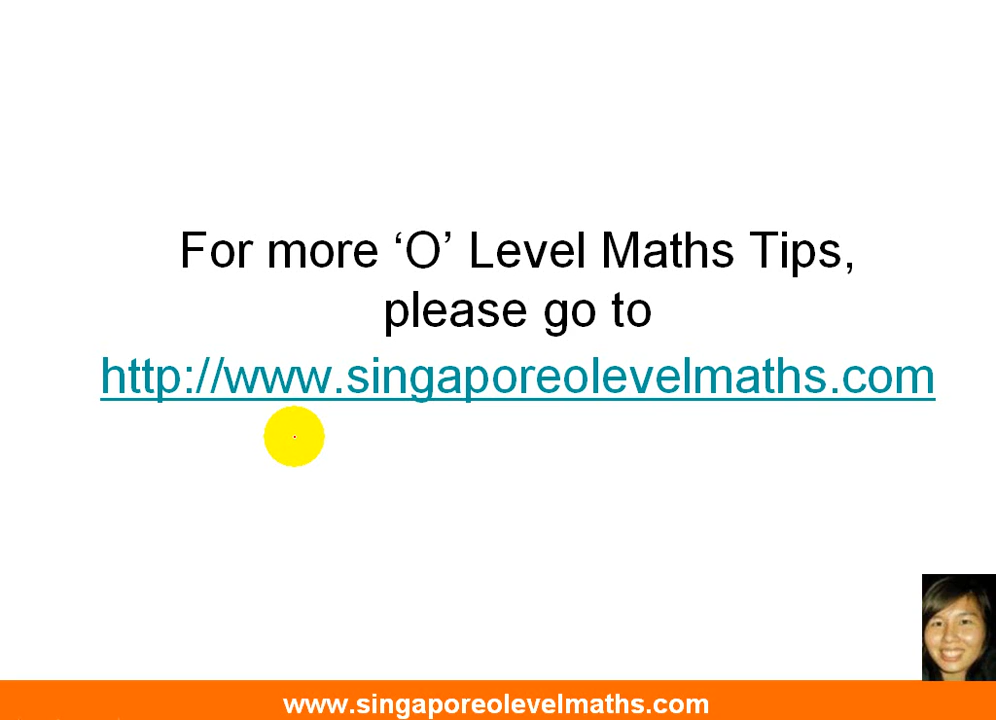 For more ‘O’ Level Maths Tips,
please go to
http://www.singaporeolevelmaths.com
www.singaporeolevelmaths.com